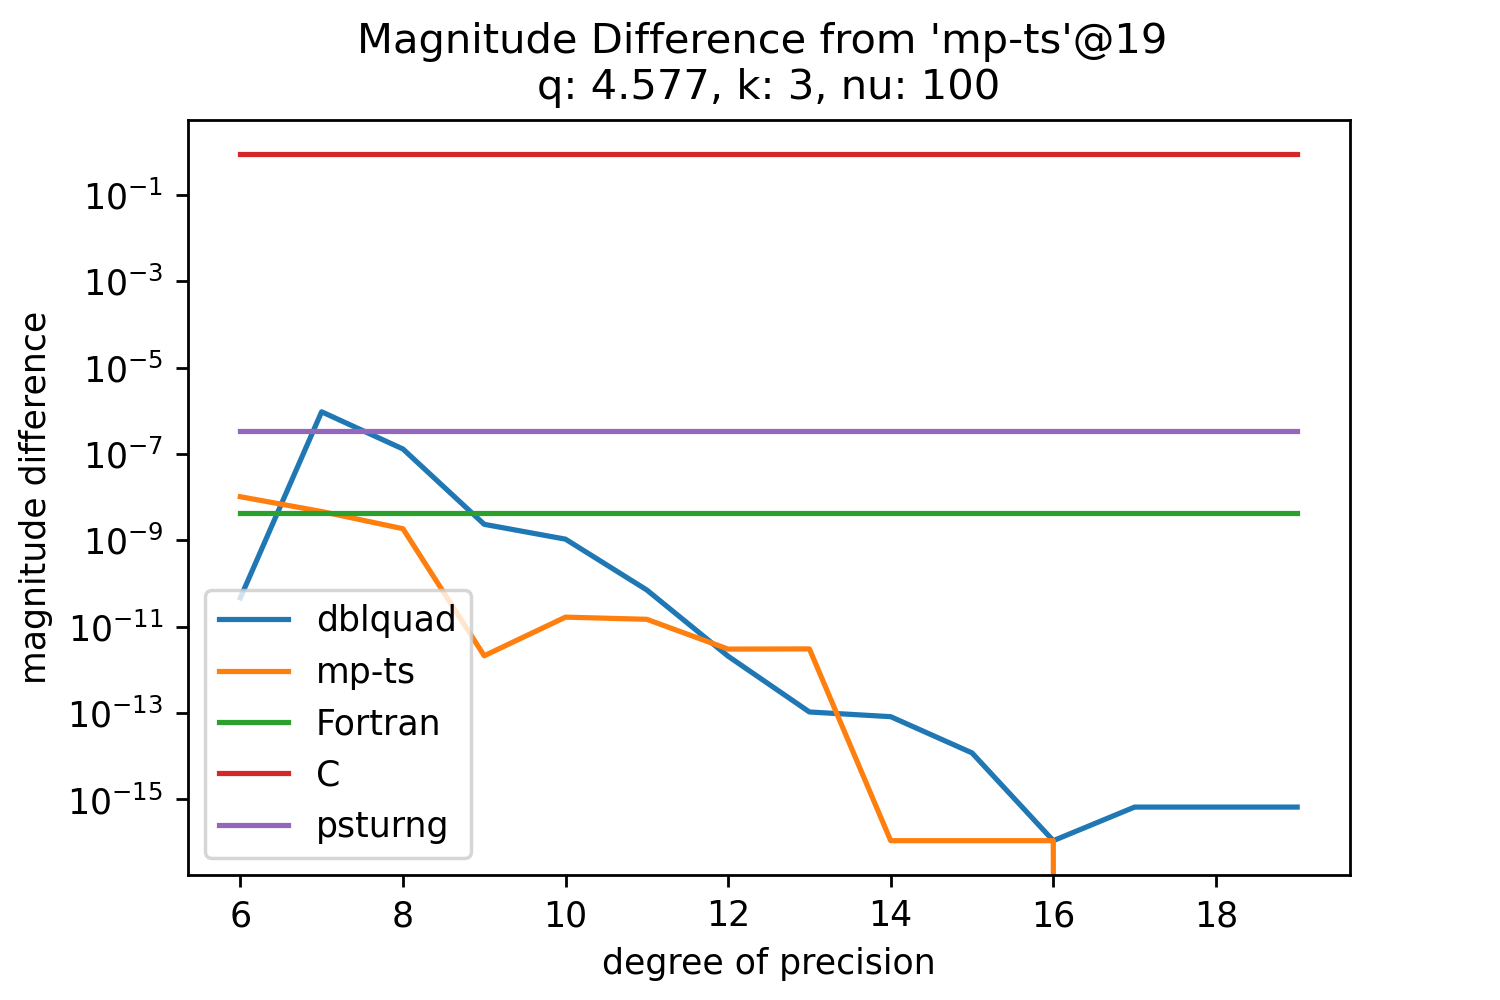 Magnitude Difference from 'mp-ts'@19
q: 4.577, k: 3, nu: 100
magnitude difference
10⁻¹
10⁻³
10⁻⁵
10⁻⁷
10⁻⁹
10⁻¹¹
10⁻¹³
10⁻¹⁵
dblquad
mp-ts
Fortran
C
psturng
6 8 10 12 14 16 18
degree of precision